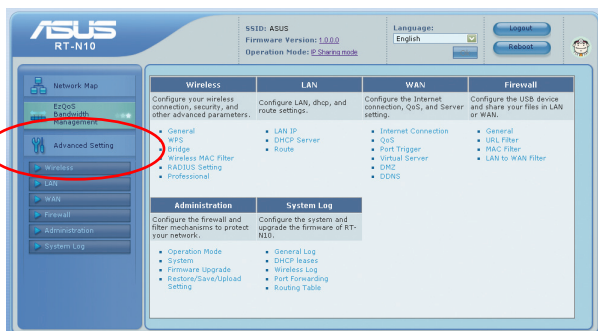 ASUS
RT-N10
SSID: ASUS
Firmware Version: 1.0.0.0
Operation Mode: IP Sharing mode
Language:
English
Logout
Reboot
Network Map
EzQoS
Bandwidth
Management
Advanced Setting
Wireless
LAN
WAN
Firewall
Administration
System Log
Wireless
Configure your wireless
connection, security, and
other advanced parameters.
General
WPS
Bridge
Wireless MAC Filter
RADIUS Setting
Professional
LAN
Configure LAN, dhcp, and
route settings.
LAN IP
DHCP Server
Route
WAN
Configure the Internet
connection, QoS, and Server
setting.
Internet Connection
QoS
Port Trigger
Virtual Server
DMZ
DDNS
Firewall
Configure the USB device
and share your files in LAN
or WAN.
General
URL Filter
MAC Filter
LAN to WAN Filter
Administration
Configure the firewall and
filter mechanisms to protect
your network.
Operation Mode
System
Firmware Upgrade
Restore/Save/Upload
Setting
System Log
Configure the system and
upgrade the firmware of RT-
N10.
General Log
DHCP leases
Wireless Log
Port Forwarding
Routing Table